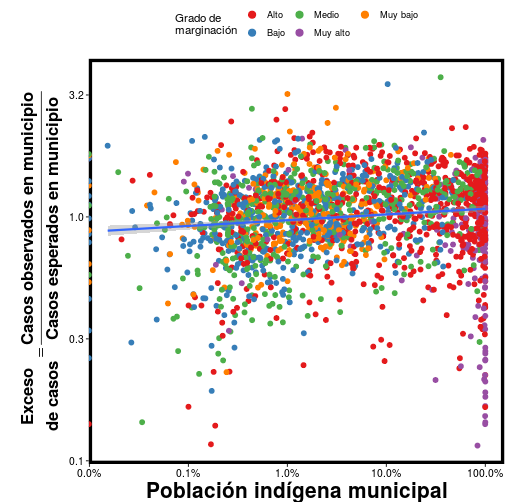 Grado de
marginación
Alto
Medio
Muy bajo
Bajo
Muy alto
Exceso
de casos
=
Casos observados en municipio
Casos esperados en municipio
3.2
1.0
0.3
0.1
0.0%
0.1%
1.0%
10.0%
100.0%
Población indígena municipal